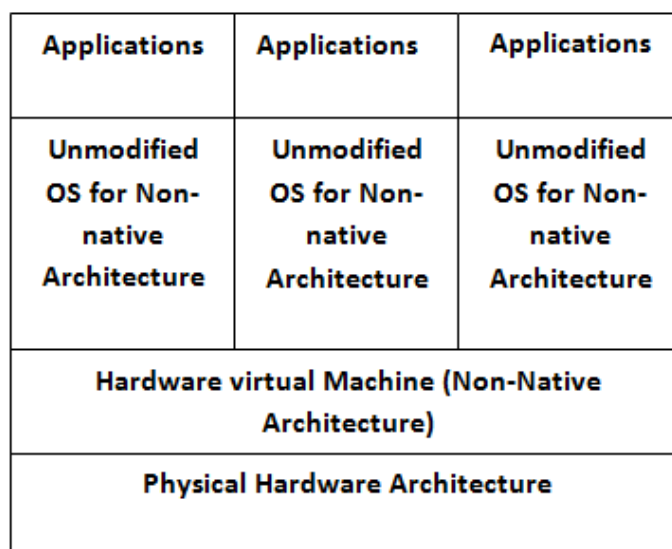 Applications
Applications
Applications
Unmodified
OS for Non-
native
Architecture
Unmodified
OS for Non-
native
Architecture
Unmodified
OS for Non-
native
Architecture
Hardware virtual Machine (Non-Native
Architecture)
Physical Hardware Architecture